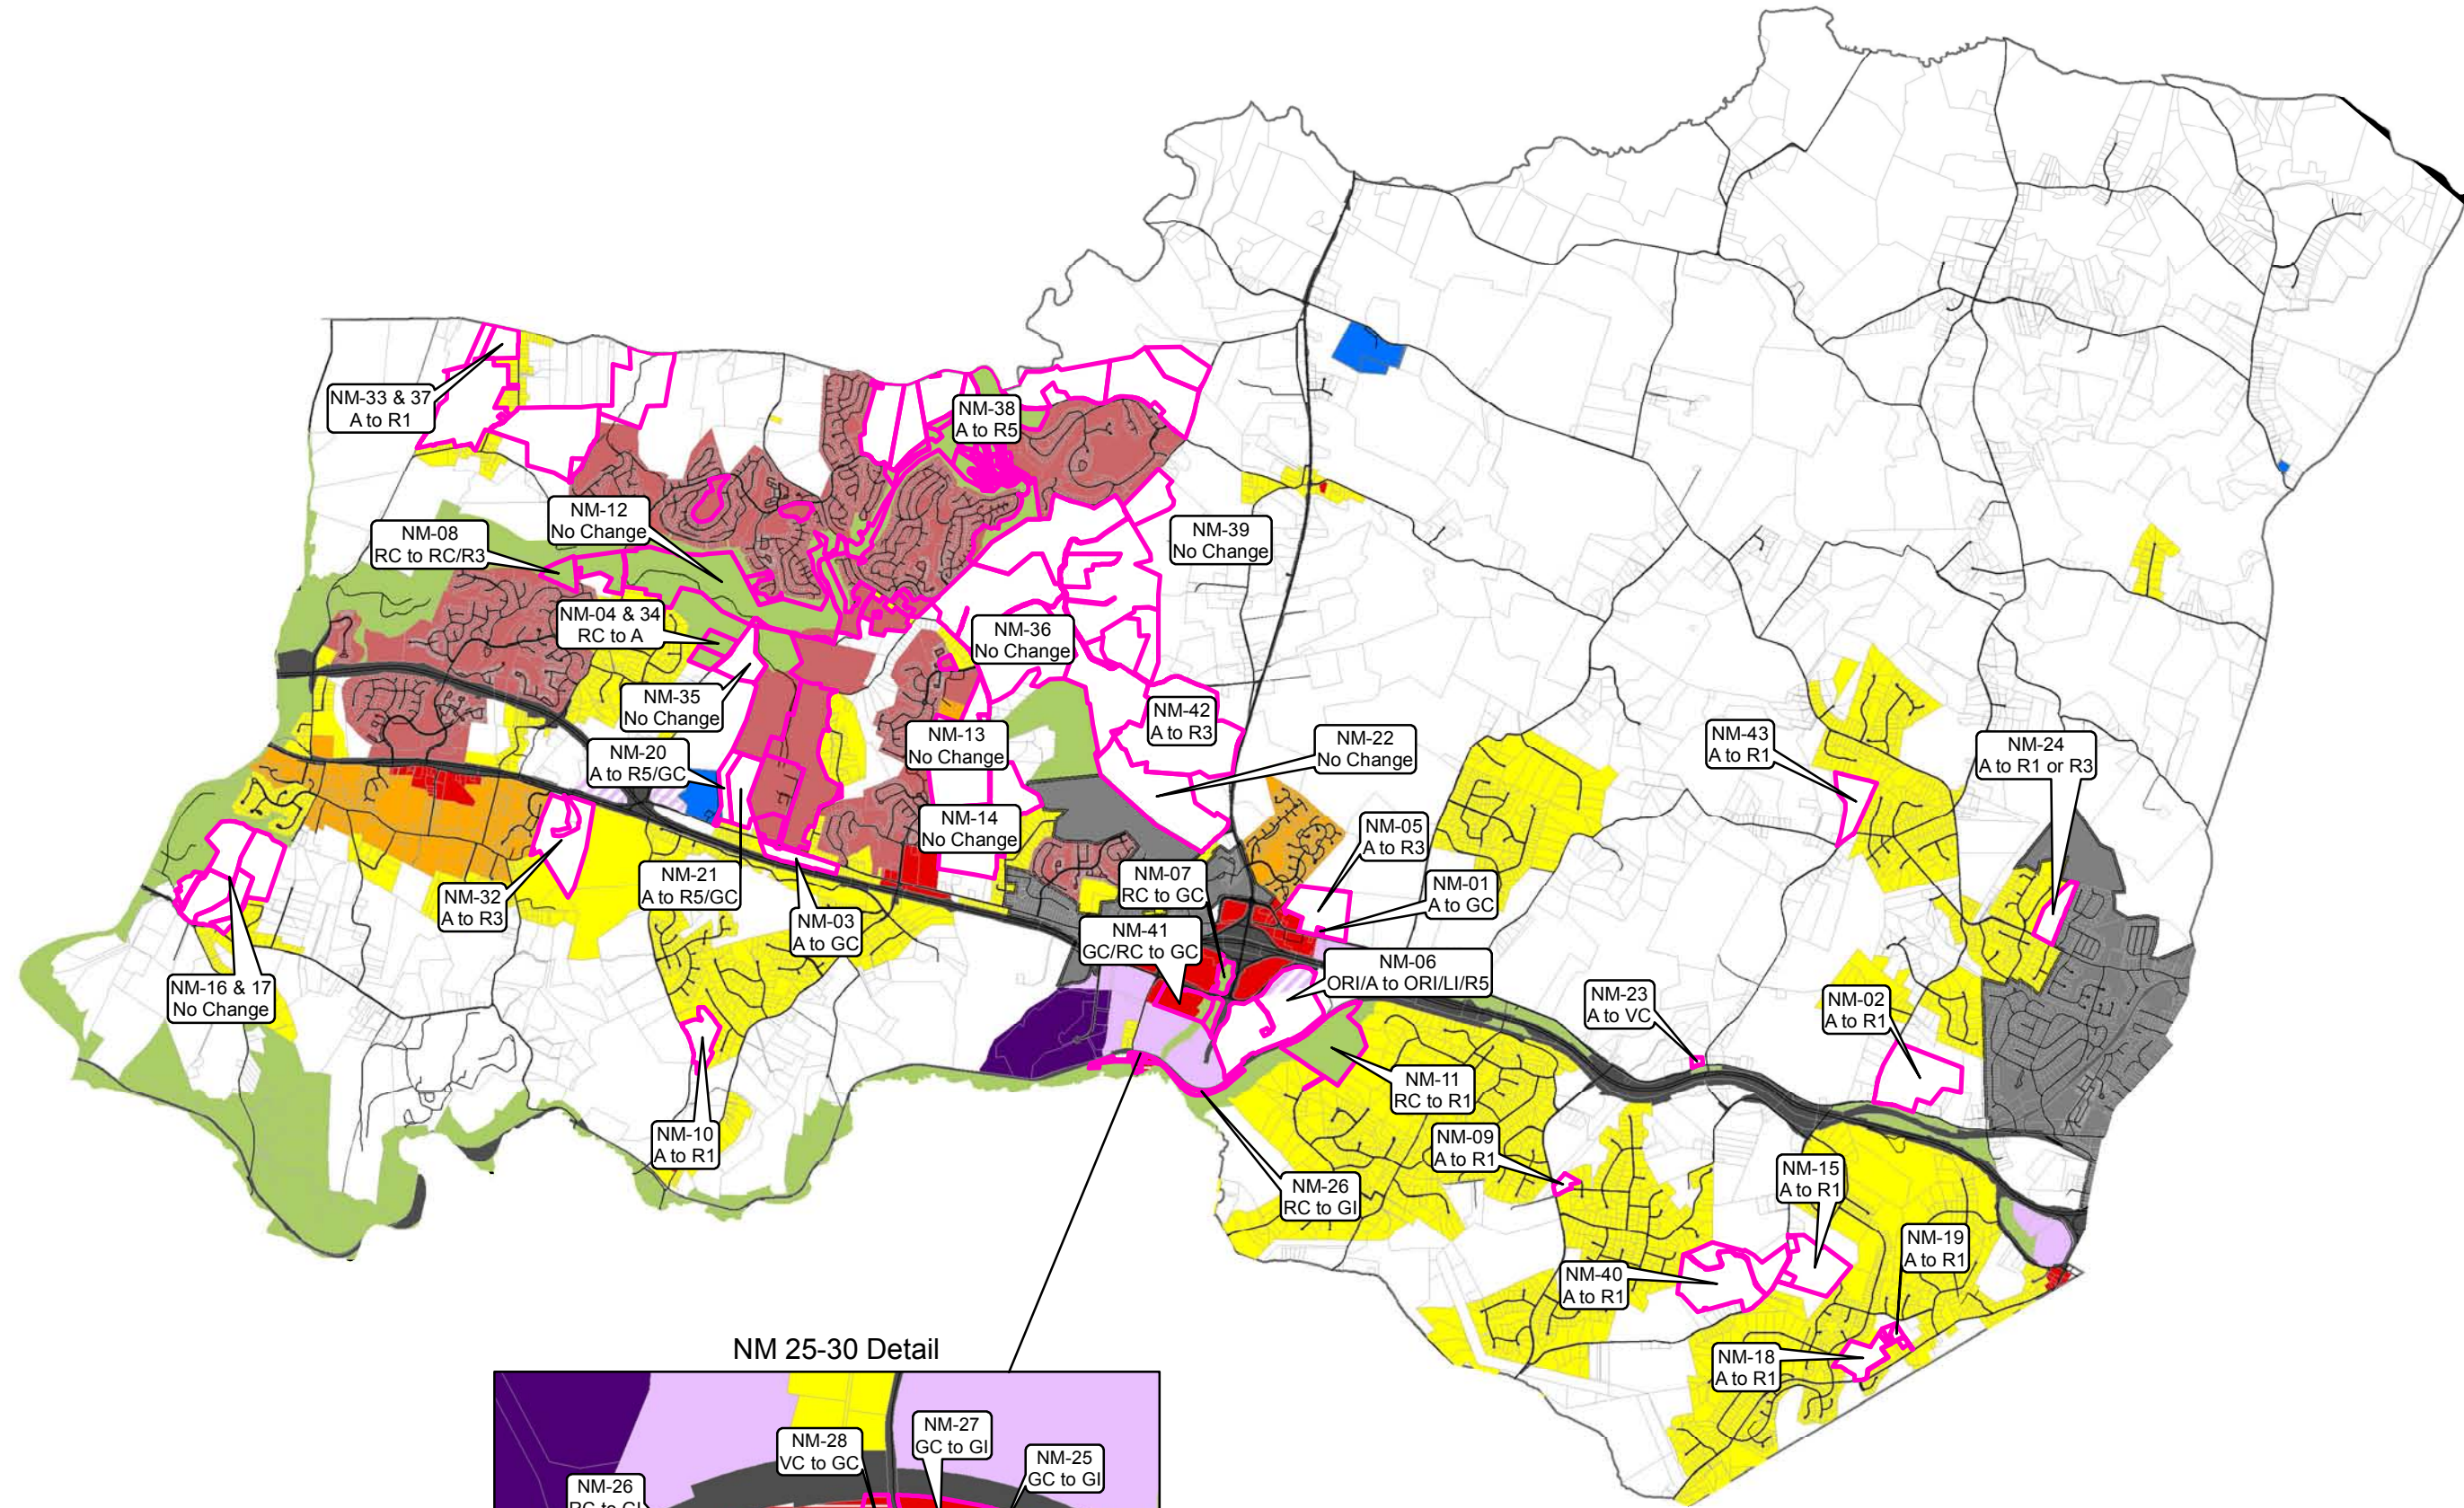 NM-33 & 37
A to R1
NM-38
A to R5
NM-12
No Change
NM-08
RC to RC/R3
NM-39
No Change
NM-04 & 34
RC to A
NM-36
No Change
NM-35
No Change
NM-42
A to R3
NM-13
No Change
NM-22
No Change
NM-43
A to R1
NM-24
A to R1 or R3
NM-20
A to R5/GC
NM-14
No Change
NM-05
A to R3
NM-21
A to R5/GC
NM-07
RC to GC
NM-01
A to GC
NM-32
A to R3
NM-03
A to GC
NM-41
GC/RC to GC
NM-06
ORI/A to ORI/LI/R5
NM-16 & 17
No Change
NM-23
A to VC
NM-02
A to R1
NM-11
RC to R1
NM-10
A to R1
NM-09
A to R1
NM-26
RC to GI
NM-15
A to R1
NM-19
A to R1
NM-40
A to R1
NM-18
A to R1
NM 25-30 Detail
NM-27
GC to GI
NM-28
VC to GC
NM-25
GC to GI
NM-26
RC to GI